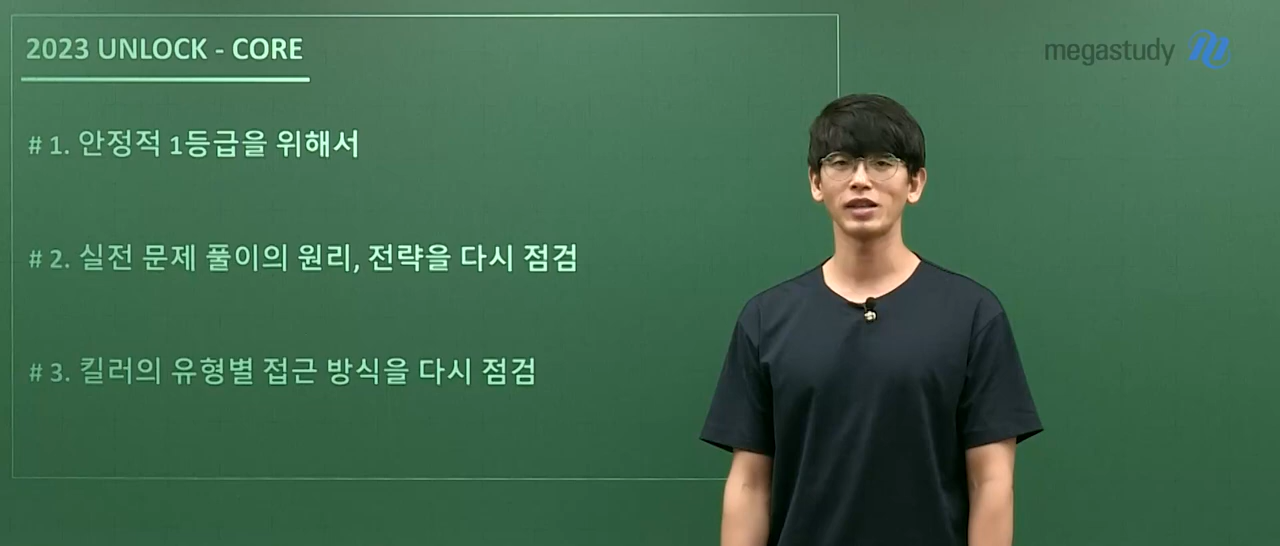 2023 UNLOCK - CORE
megastudy
# 1. 안정적 1등급을 위해서
# 2. 실전 문제 풀이의 원리, 전략을 다시 점검
# 3. 킬러의 유형별 접근 방식을 다시 점검